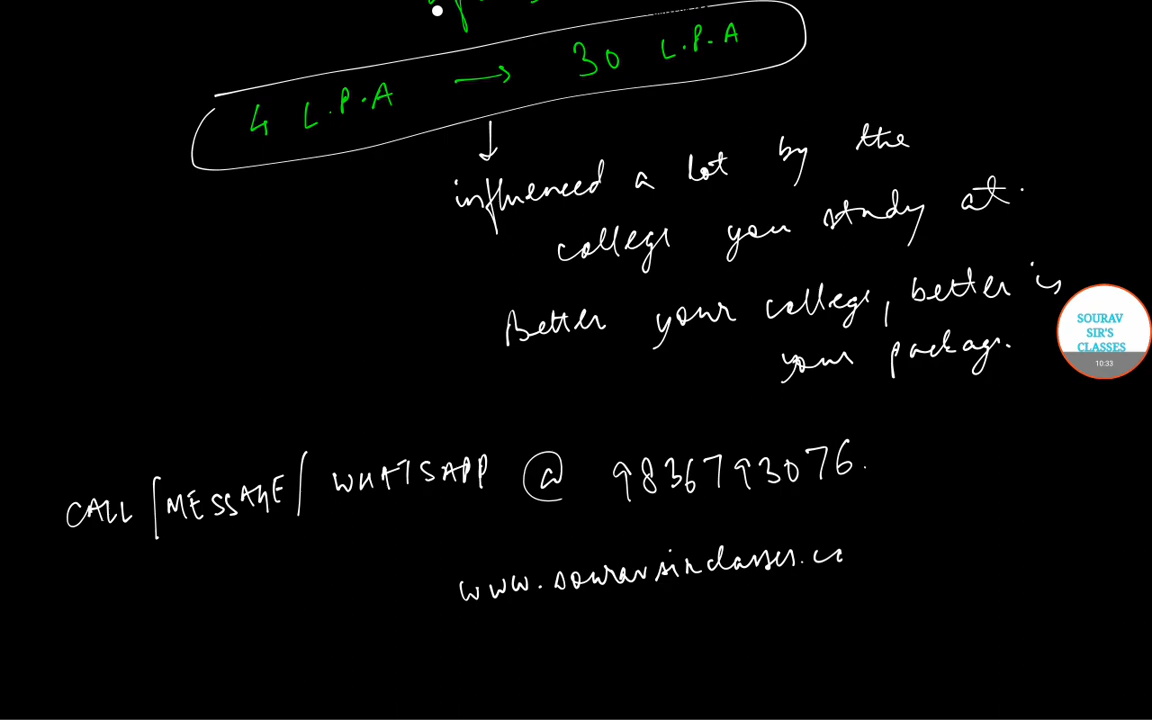 4 L.P.A → 30 L.P.A
influenced a lot by the
college you study at.
Better your college, better is
your package.
SOURAV
SIR'S
CLASSES
10:33
CALL/MESSAGE/ WHATSAPP @ 9836793076.
www.souravsirclasses.co